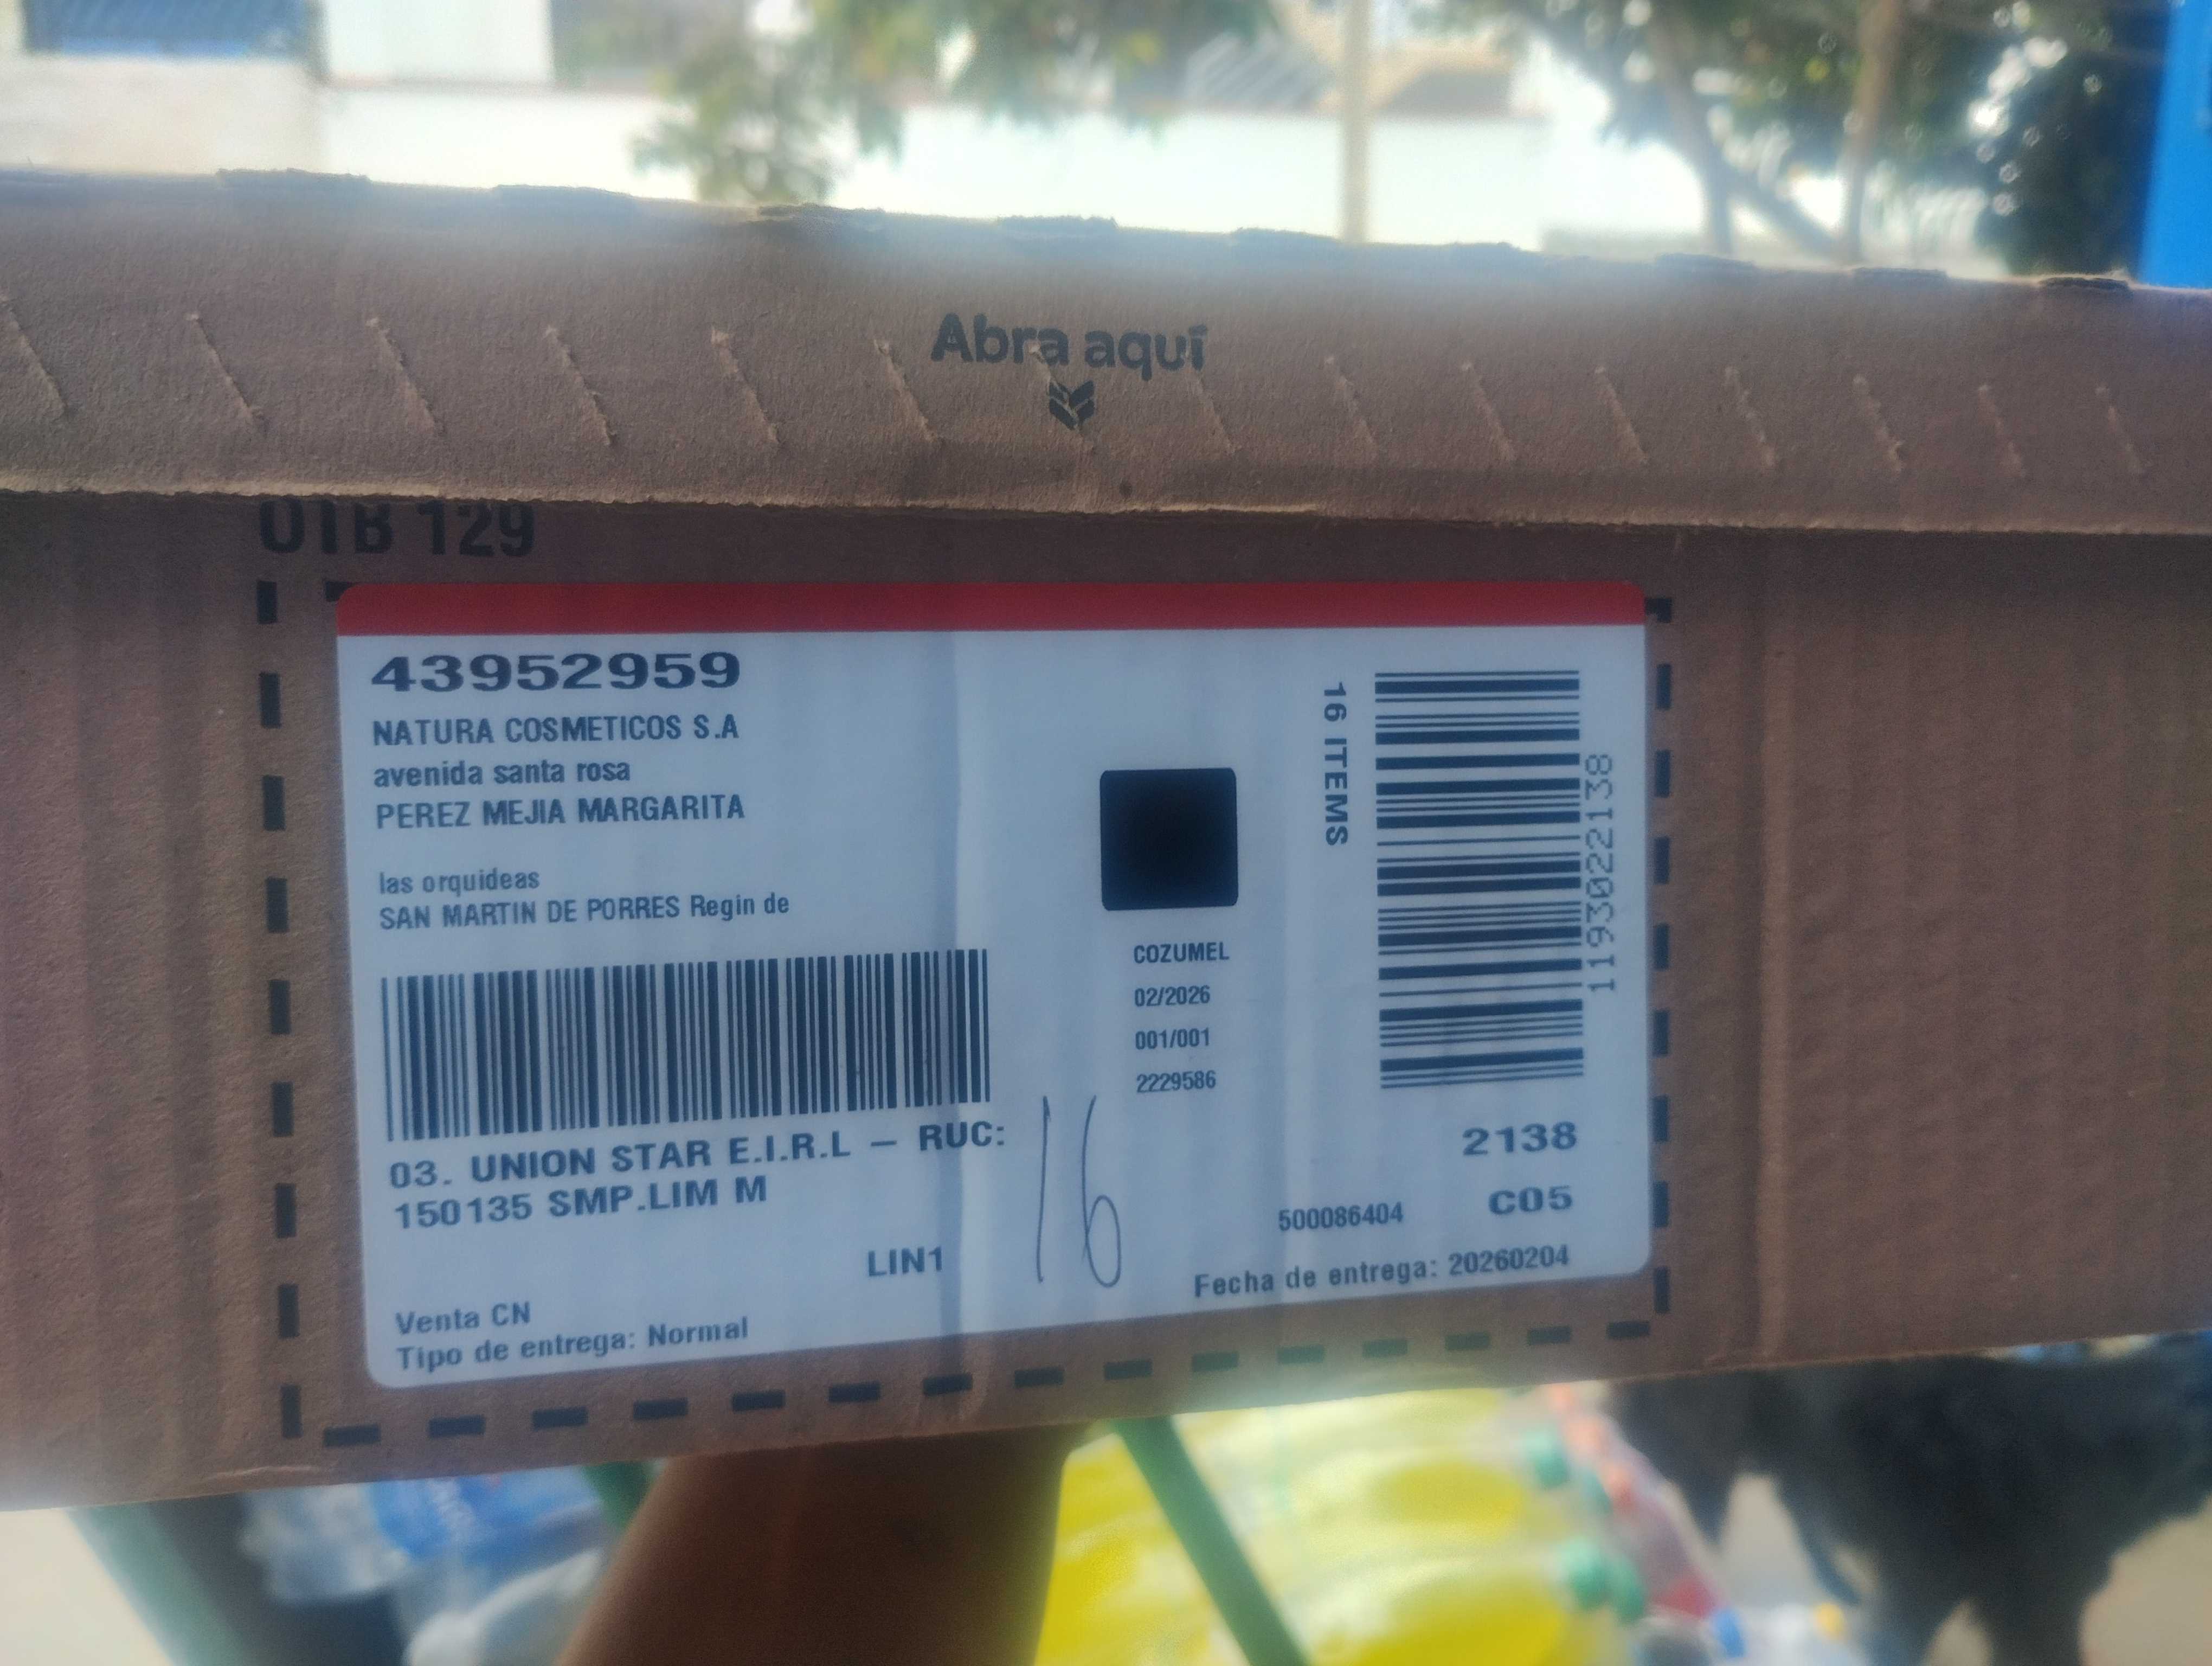 Abra aquí
UTB 129
43952959
NATURA COSMETICOS S.A
avenida santa rosa
PEREZ MEJIA MARGARITA
las orquideas
SAN MARTIN DE PORRES Regin de
03. UNION STAR E.I.R.L – RUC:
150135 SMP.LIM M
LIN1
Venta CN
Tipo de entrega: Normal
16
COZUMEL
02/2026
001/001
2229586
16 ITEMS
1193022138
2138
C05
500086404
Fecha de entrega: 20260204